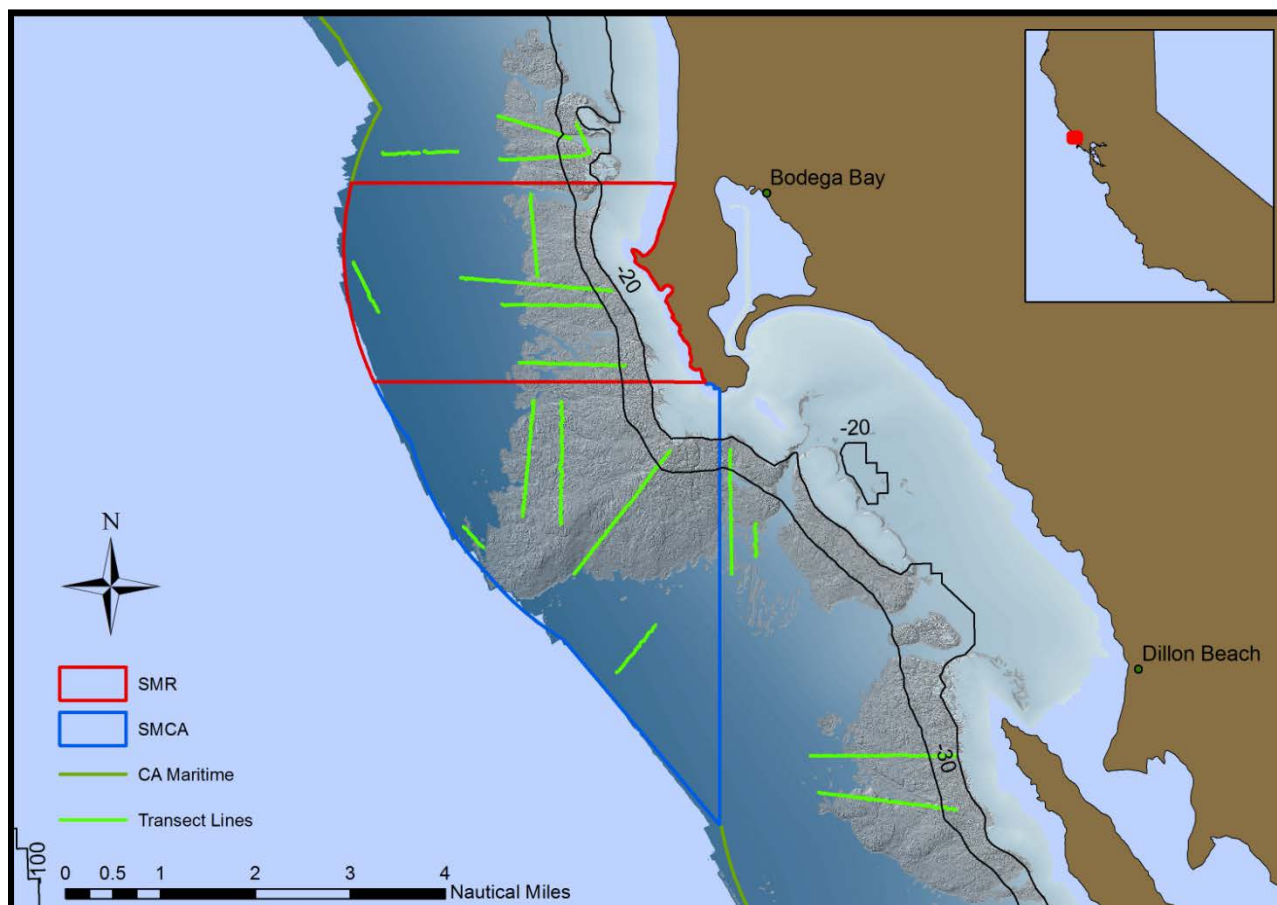 Bodega Bay
-20
-20
N
Dillon Beach
SMR
SMCA
-30
CA Maritime
Transect Lines
-100
0 0.5 1 2 3 4
Nautical Miles